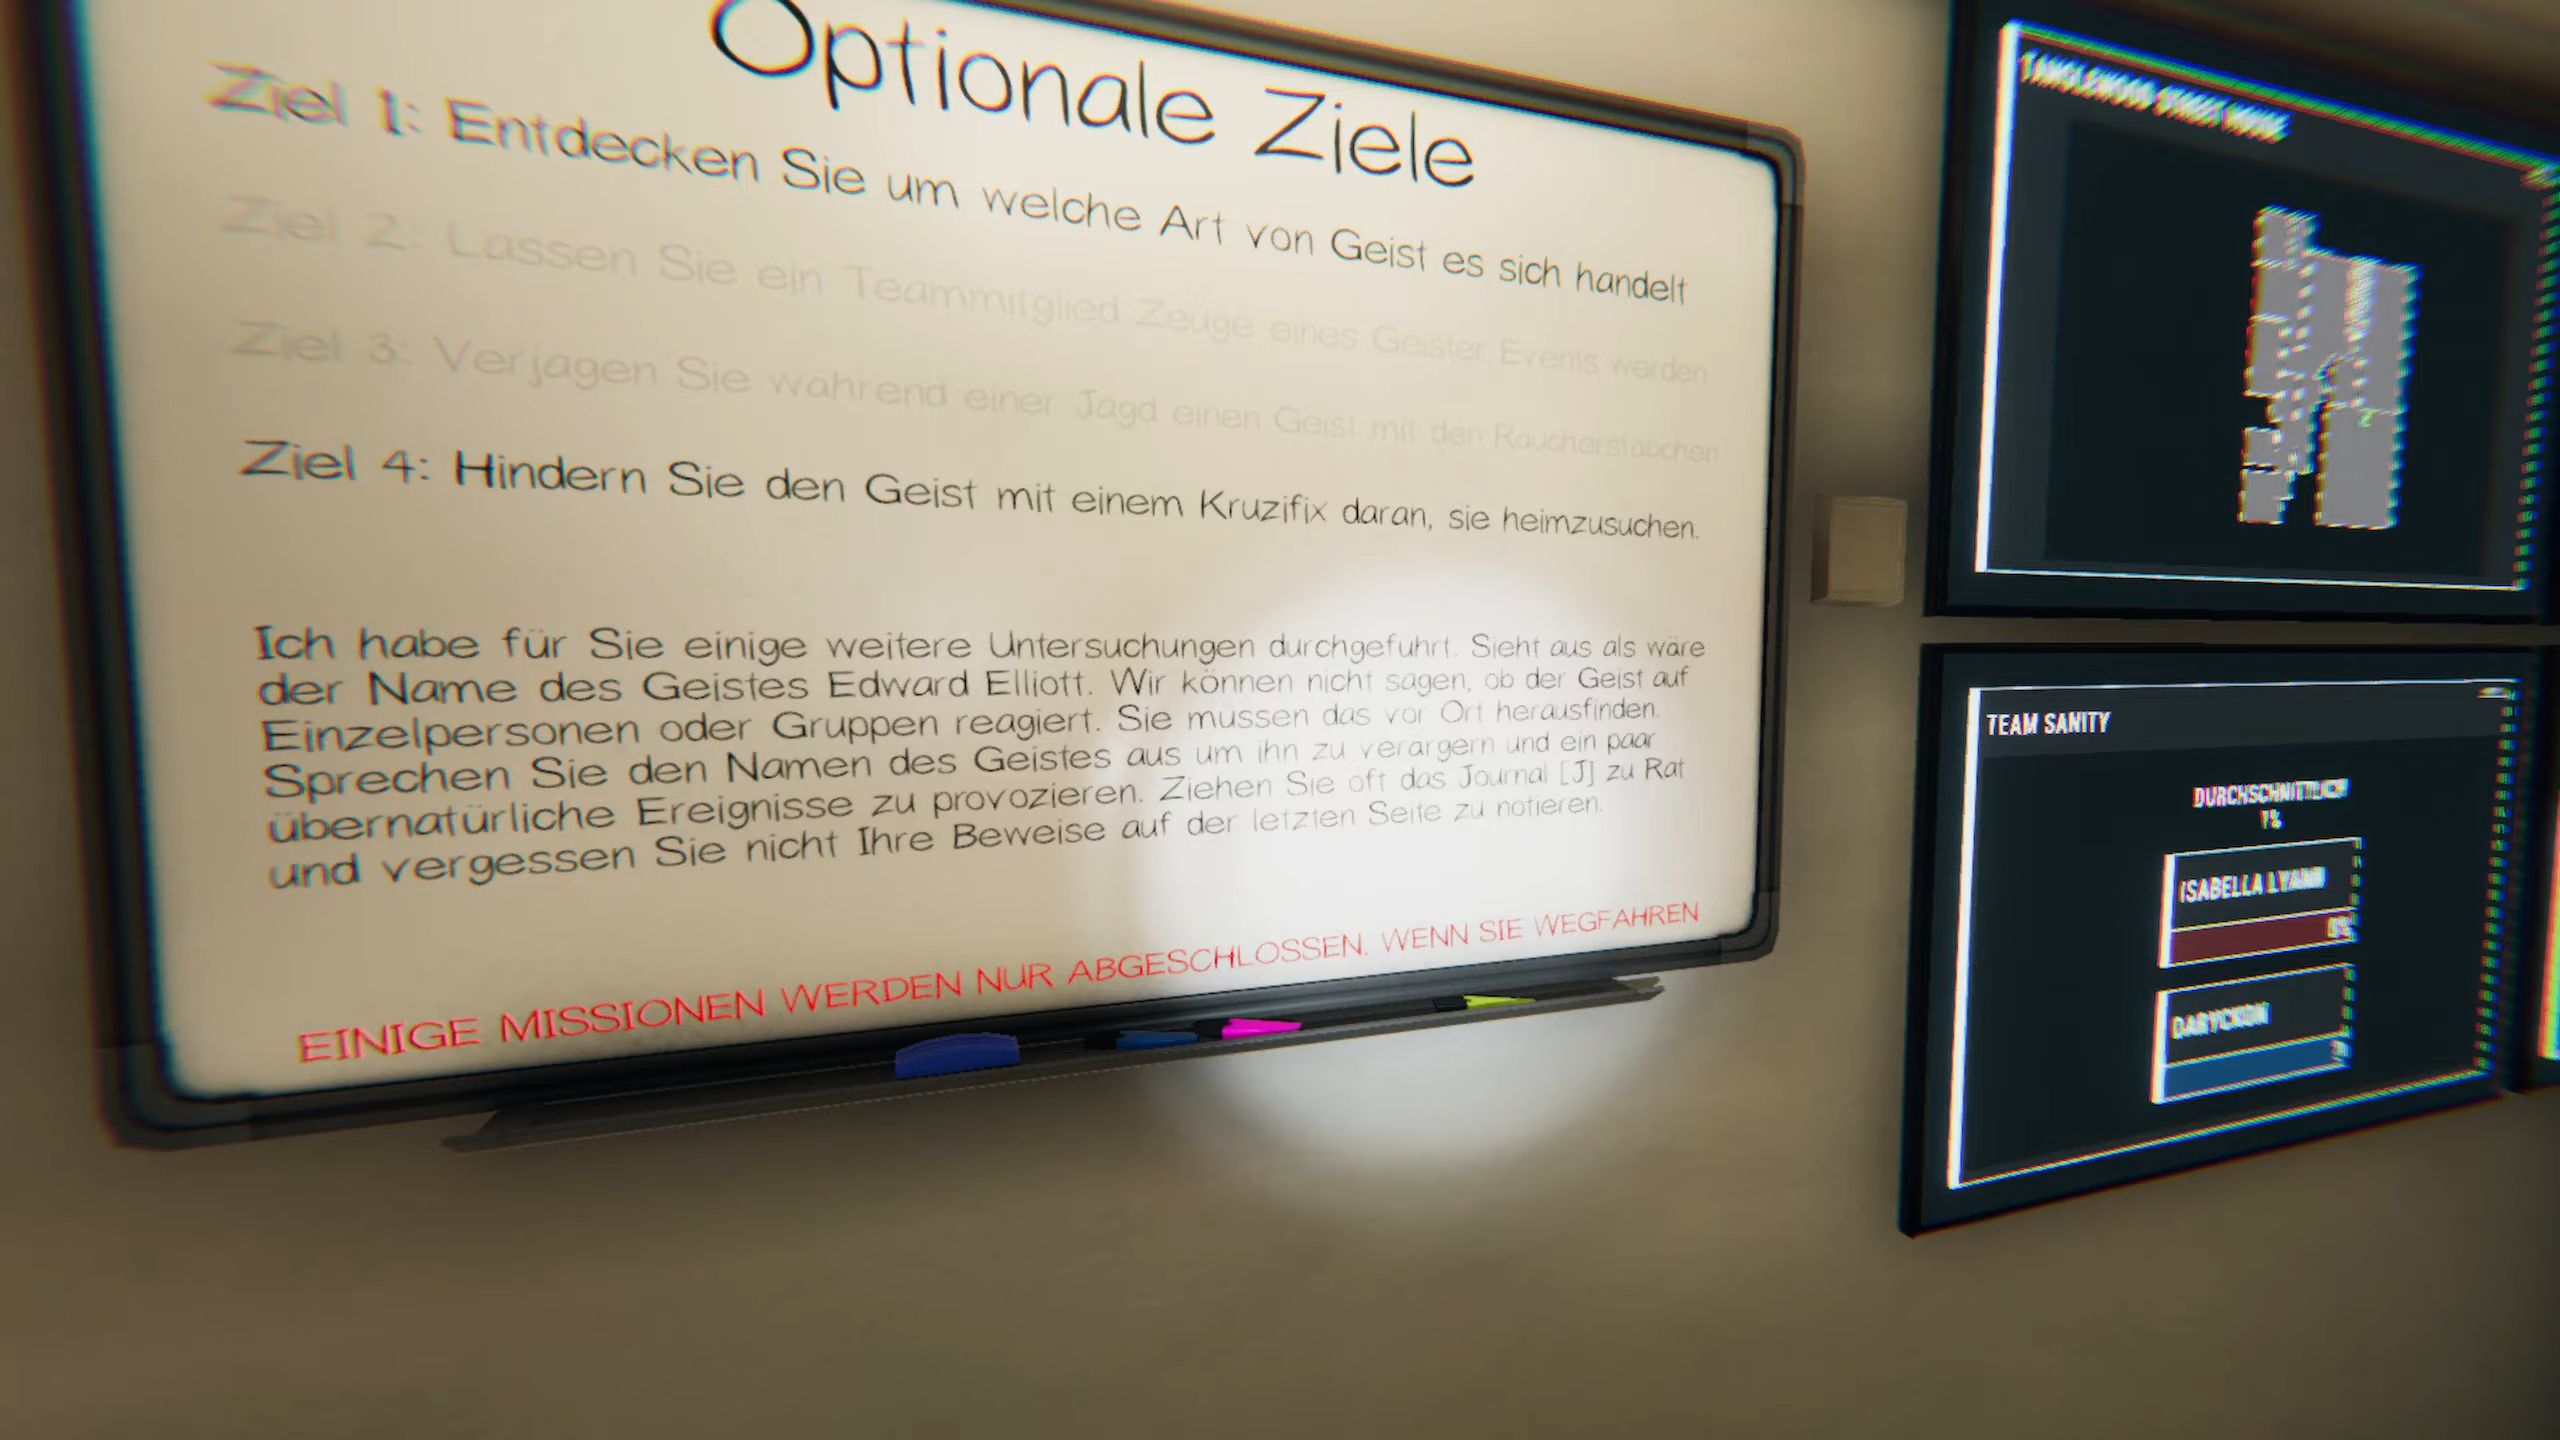 Optionale Ziele
Ziel 1: Entdecken Sie um welche Art von Geist es sich handelt
Ziel 2: Lassen Sie ein Teammitglied Zeuge eines Geister Events werden
Ziel 3: Verjagen Sie während einer Jagd einen Geist mit den Räucherstäbchen
Ziel 4: Hindern Sie den Geist mit einem Kruzifix daran, sie heimzusuchen.
Ich habe für Sie einige weitere Untersuchungen durchgeführt. Sieht aus als wäre
der Name des Geistes Edward Elliott. Wir können nicht sagen, ob der Geist auf
Einzelpersonen oder Gruppen reagiert. Sie müssen das vor Ort herausfinden.
Sprechen Sie den Namen des Geistes aus um ihn zu verärgern und ein paar
übernatürliche Ereignisse zu provozieren. Ziehen Sie oft das Journal [J] zu Rat
und vergessen Sie nicht Ihre Beweise auf der letzten Seite zu notieren.
EINIGE MISSIONEN WERDEN NUR ABGESCHLOSSEN, WENN SIE WEGFAHREN
TANGLEWOOD STREET HOUSE
TEAM SANITY
DURCHSCHNITTLICH
1%
ISABELLA LYANN
0%
DARYCKON